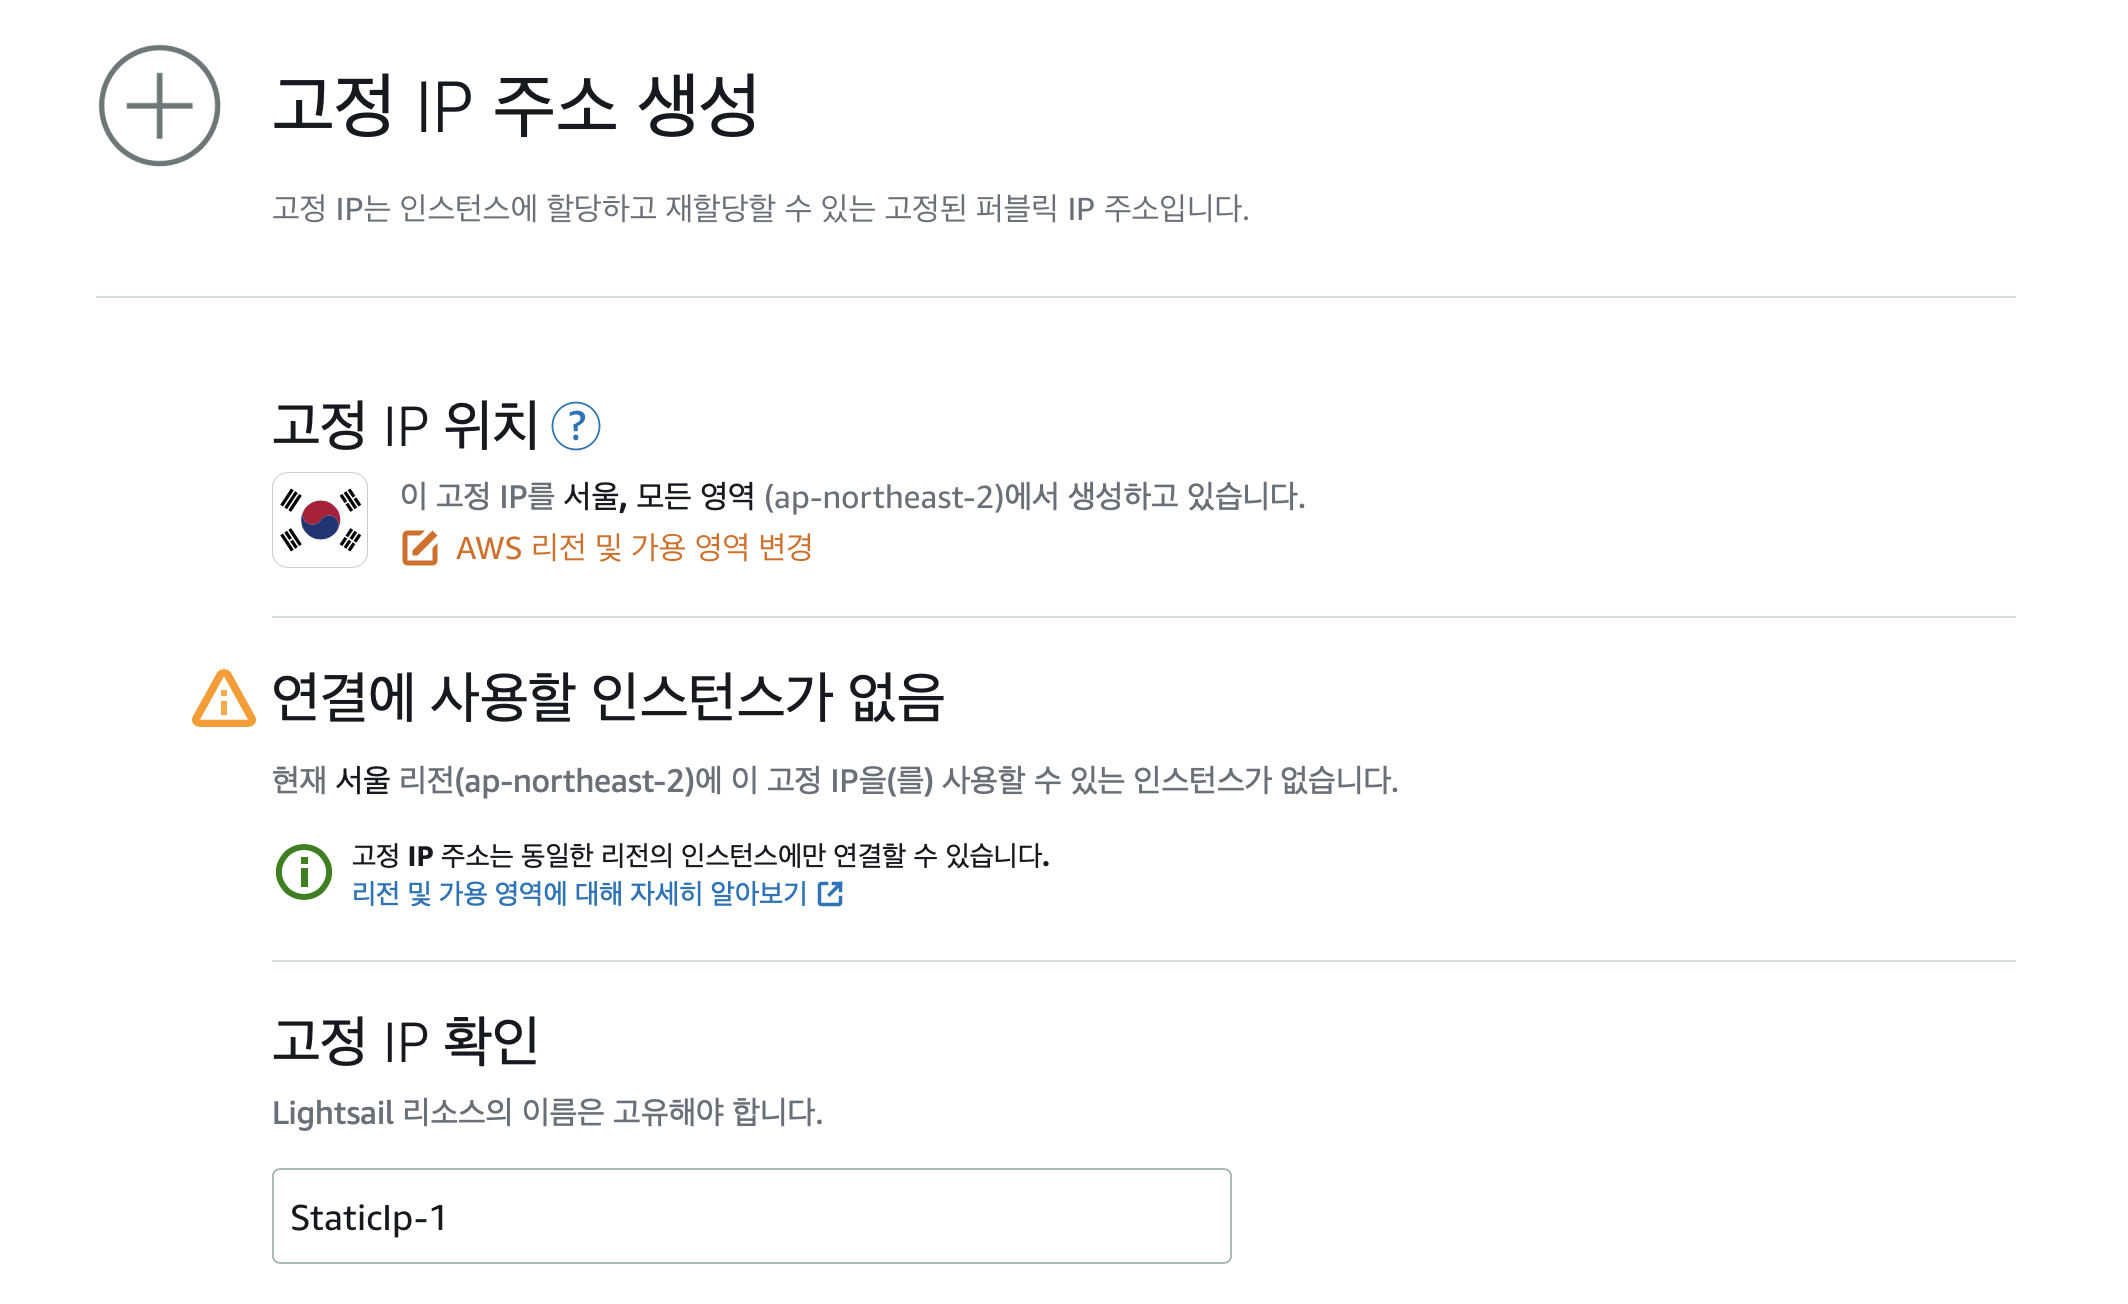 고정 IP 주소 생성
고정 IP는 인스턴스에 할당하고 재할당할 수 있는 고정된 퍼블릭 IP 주소입니다.
고정 IP 위치 ?
이 고정 IP를 서울, 모든 영역 (ap-northeast-2)에서 생성하고 있습니다.
AWS 리전 및 가용 영역 변경
연결에 사용할 인스턴스가 없음
현재 서울 리전(ap-northeast-2)에 이 고정 IP을(를) 사용할 수 있는 인스턴스가 없습니다.
고정 IP 주소는 동일한 리전의 인스턴스에만 연결할 수 있습니다.
리전 및 가용 영역에 대해 자세히 알아보기
고정 IP 확인
Lightsail 리소스의 이름은 고유해야 합니다.
StaticIp-1